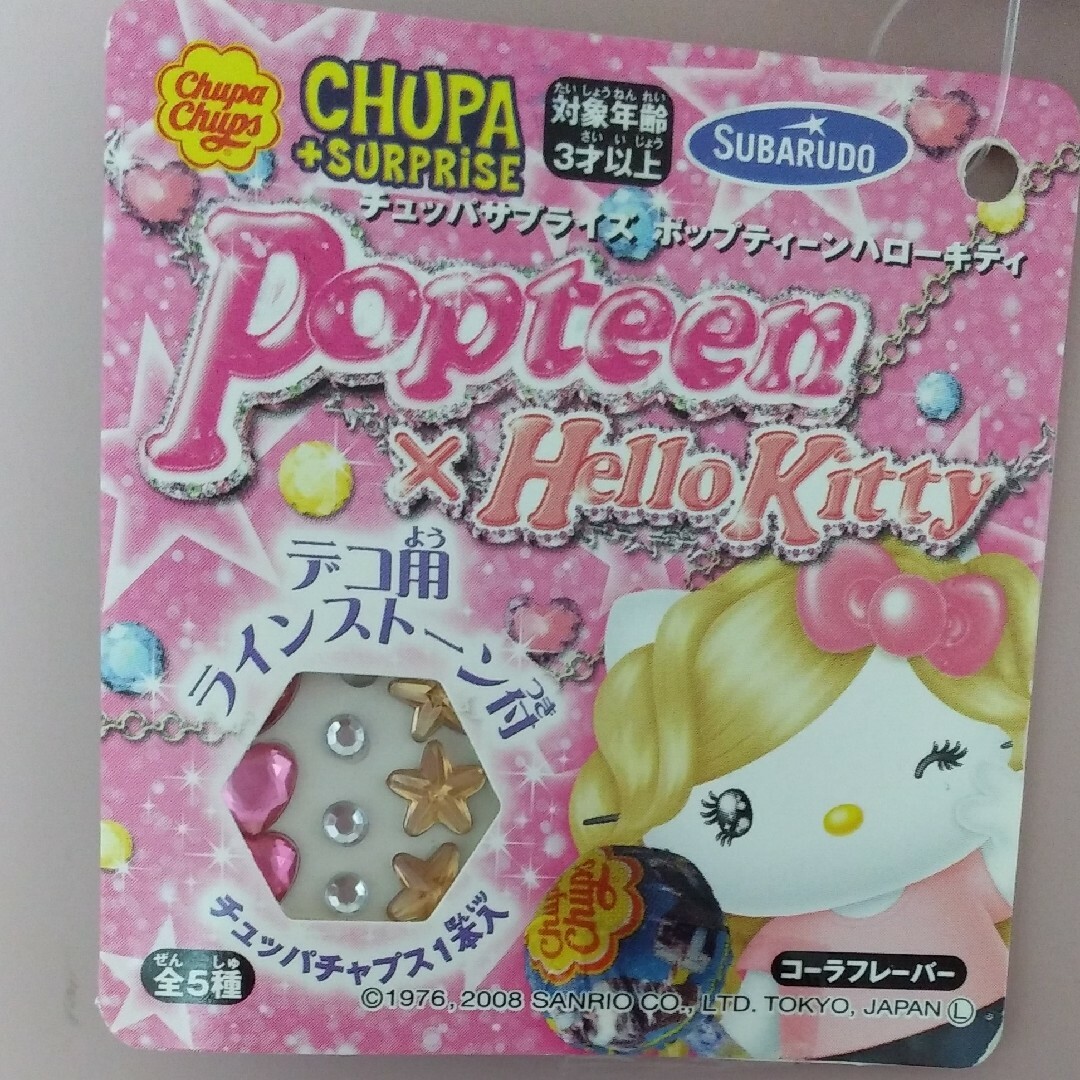 Chupa
Chups
CHUPA
+SURPRiSE
たいしょうねんれい
対象年齢
さいいじょう
3才以上
SUBARUDO
チュッパサプライズ ポップティーンハローキティ
Popteen
× Hello Kitty
よう
デコ用
ラインストーン付
つき
チュッパチャプス1本入
ほんいり
ぜん しゅ
全5種
Chupa
Chups
コーラフレーバー
©1976, 2008 SANRIO CO., LTD. TOKYO, JAPAN Ⓛ